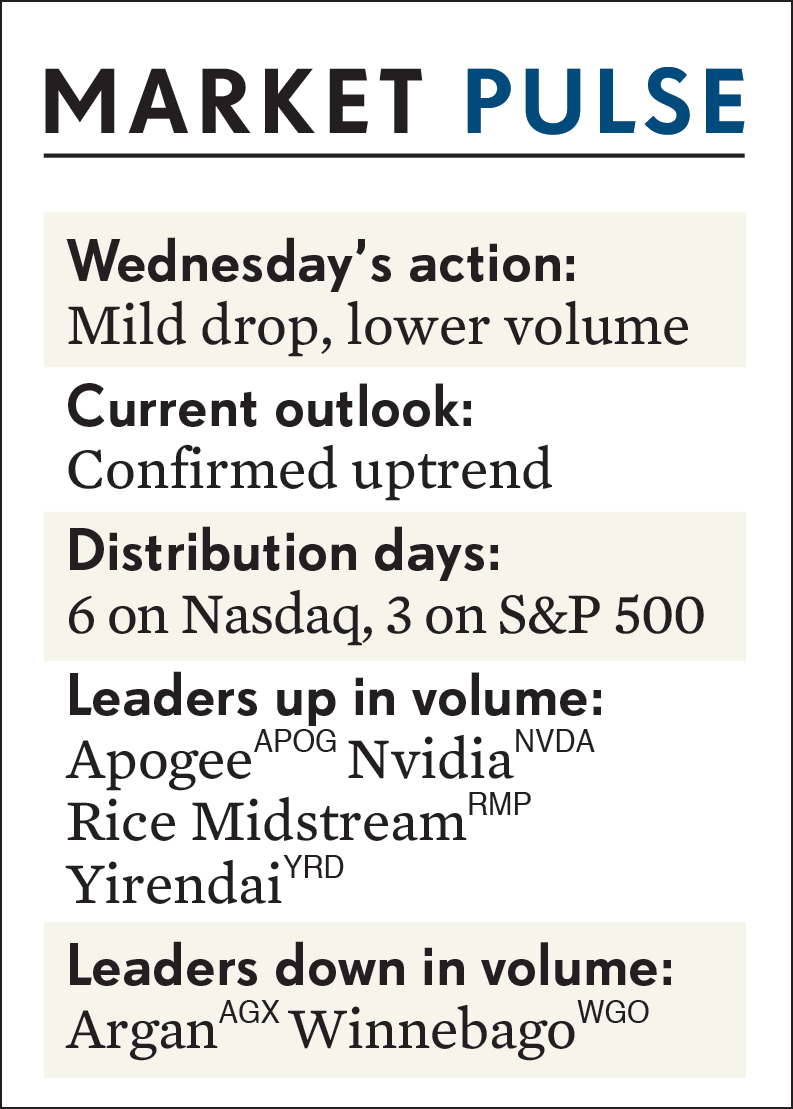 MARKET PULSE
Wednesday’s action:
Mild drop, lower volume
Current outlook:
Confirmed uptrend
Distribution days:
6 on Nasdaq, 3 on S&P 500
Leaders up in volume:
Apogee APOG Nvidia NVDA
Rice Midstream RMP
Yirendai YRD
Leaders down in volume:
Argan AGX Winnebago WGO